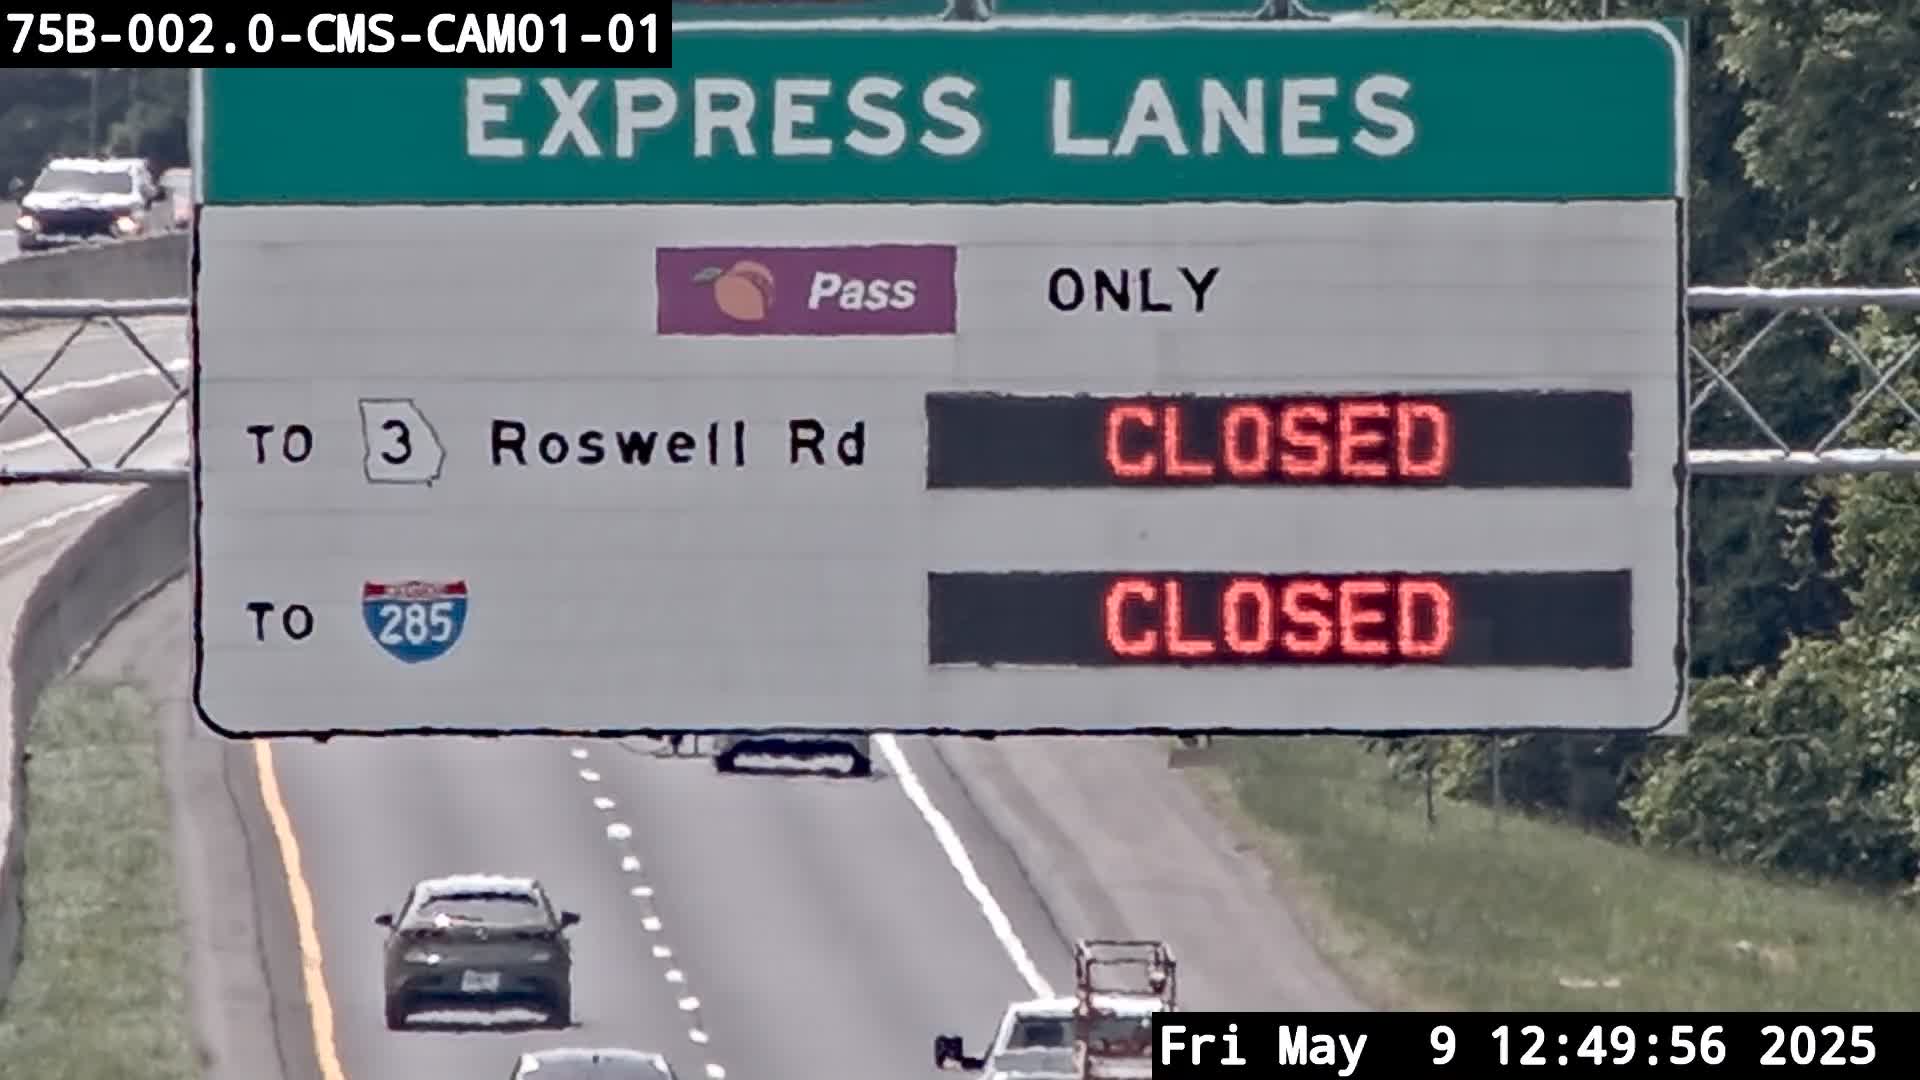 75B-002.0-CMS-CAM01-01
EXPRESS LANES
Pass ONLY
TO 3 Roswell Rd CLOSED
TO 285 CLOSED
Fri May 9 12:49:56 2025